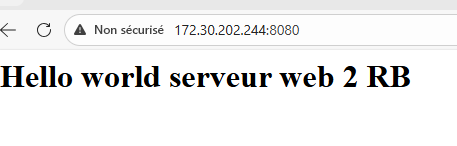 Non sécurisé 172.30.202.244:8080
Hello world serveur web 2 RB